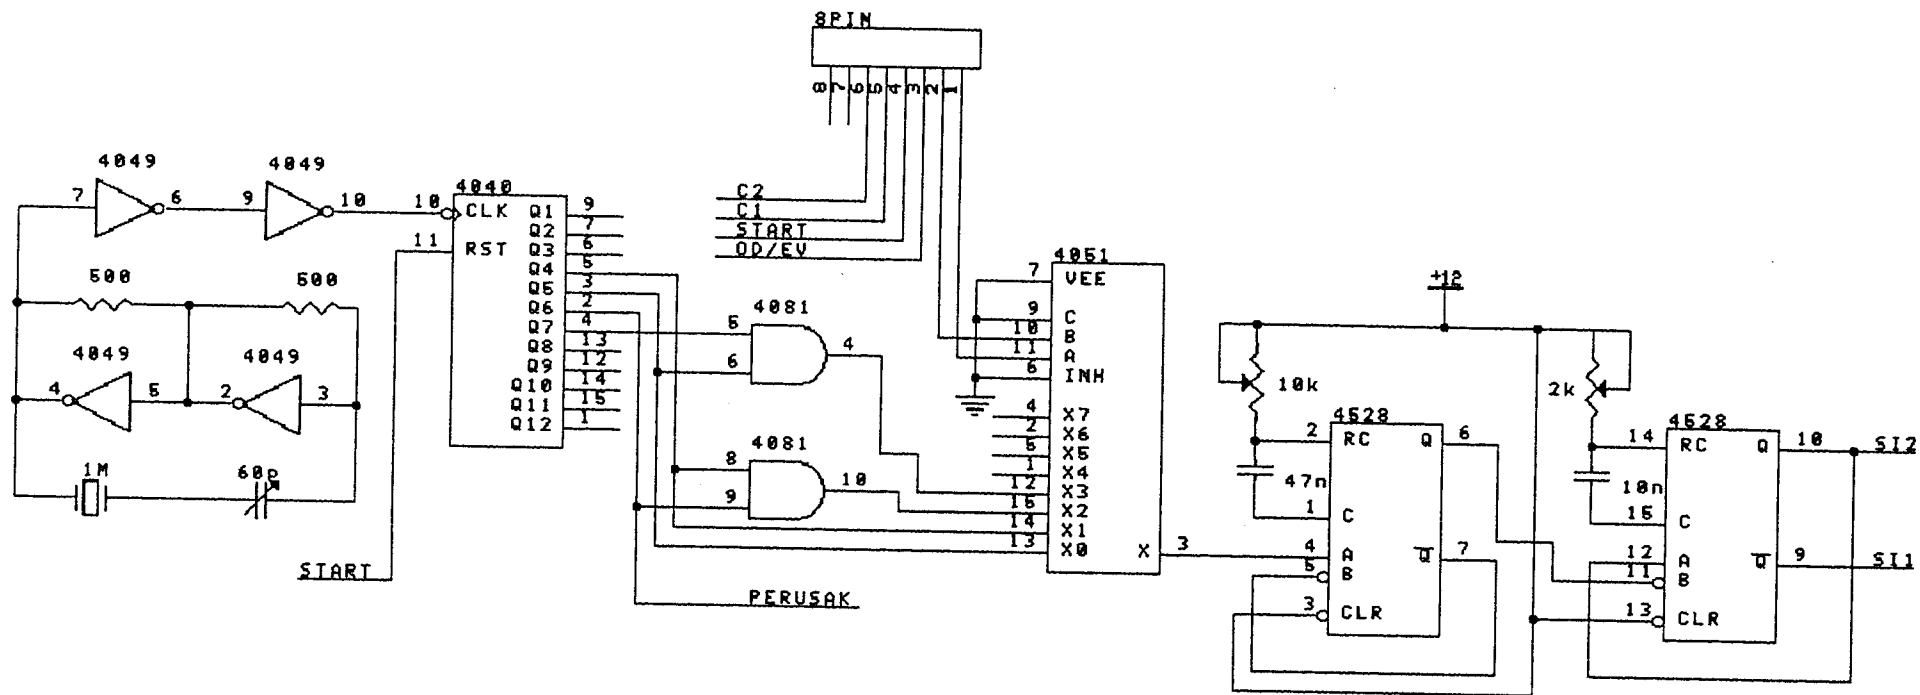 8PIN
8 7 6 5 4 3 2 1
C2
C1
START
OD/EV
4049
7 6
4049
9 10
500
500
4049
4 5
4049
2 3
1M
60p
START
4040
10 CLK
11 RST
Q1 9
Q2 7
Q3 6
Q4 5
Q5 3
Q6 2
Q7 4
Q8 13
Q9 12
Q10 14
Q11 15
Q12 1
4081
5 4
6
4081
8 10
9
PERUSAK
4051
7 VEE
9 C
10 B
11 A
6 INH
4 X7
2 X6
5 X5
1 X4
12 X3
15 X2
14 X1
13 X0
X 3
+12
10k
47n
4528
2 RC Q 6
1 C
4 A Q 7
5 B
3 CLR
2k
10n
4528
14 RC Q 10
15 C
12 A Q 9
11 B
13 CLR
SI2
SI1